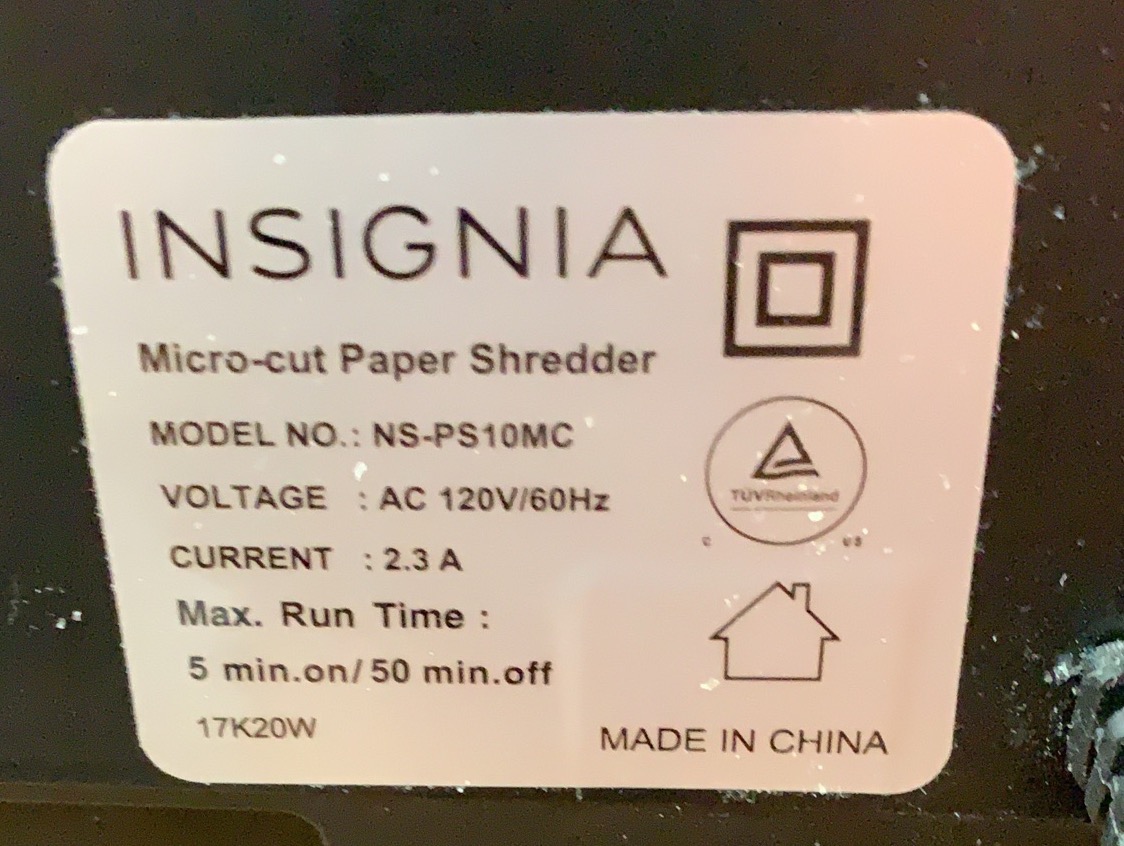 INSIGNIA
Micro-cut Paper Shredder
MODEL NO.: NS-PS10MC
VOLTAGE : AC 120V/60Hz
TÜVRheinland
CURRENT : 2.3 A
c us
Max. Run Time :
5 min.on/50 min.off
17K20W
MADE IN CHINA